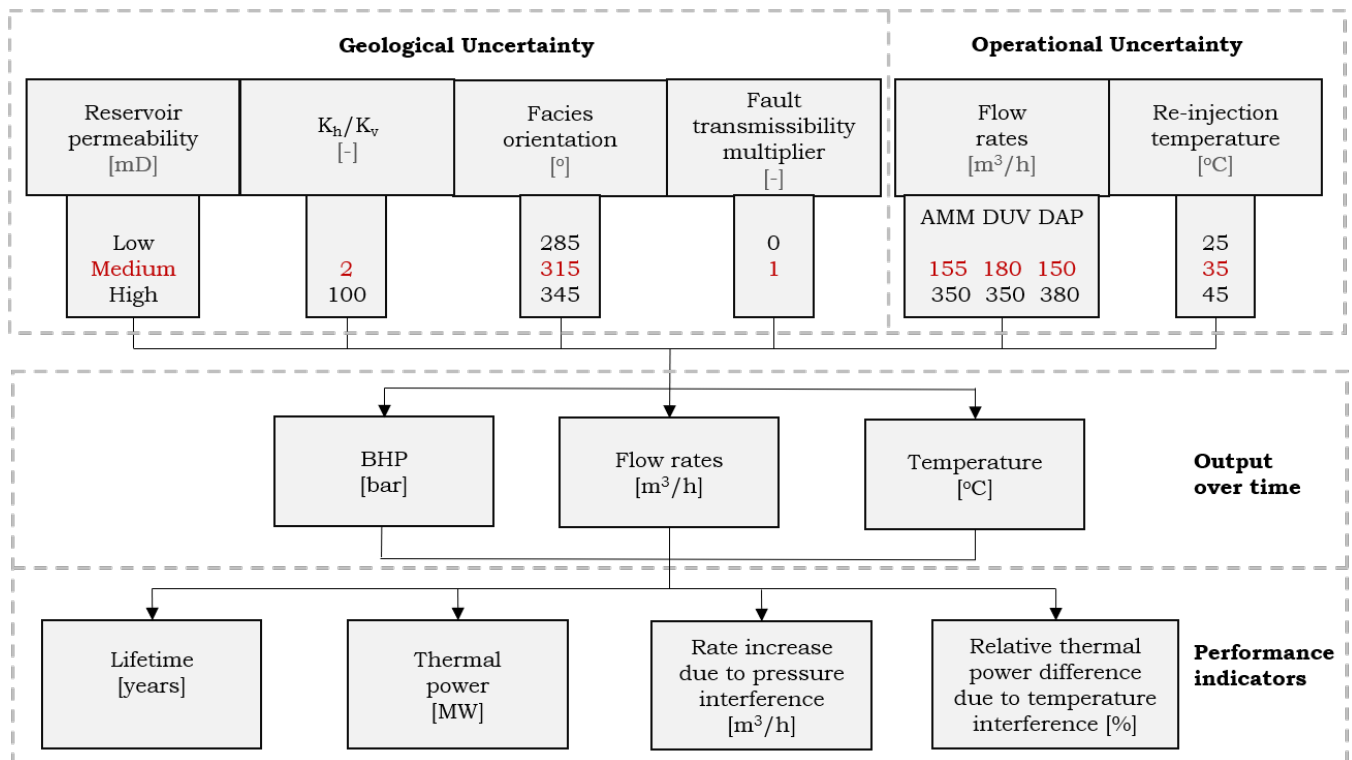 Geological Uncertainty
Operational Uncertainty
Reservoir
permeability
[mD]
Kₕ/Kᵥ
[-]
Facies
orientation
[°]
Fault
transmissibility
multiplier
[-]
Flow
rates
[m³/h]
Re-injection
temperature
[°C]
Low
Medium
High
2
100
285
315
345
0
1
AMM DUV DAP
155 180 150
350 350 380
25
35
45
BHP
[bar]
Flow rates
[m³/h]
Temperature
[°C]
Output
over time
Lifetime
[years]
Thermal
power
[MW]
Rate increase
due to pressure
interference
[m³/h]
Relative thermal
power difference
due to temperature
interference [%]
Performance
indicators